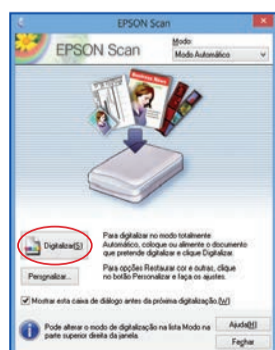 EPSON Scan
EPSON Scan
Modo:
Modo Automático
Business News
Digitalizar(S)
Para digitalizar no modo totalmente
Automático, coloque ou alimente o documento
que pretende digitalizar e clique Digitalizar.
Personalizar...
Para opções Restaurar cor e outras, clique
no botão Personalizar e faça os ajustes.
Mostrar esta caixa de diálogo antes da próxima digitalização.(W)
Pode alterar o modo de digitalização na lista Modo na
parte superior direita da janela.
Ajuda(H)
Fechar